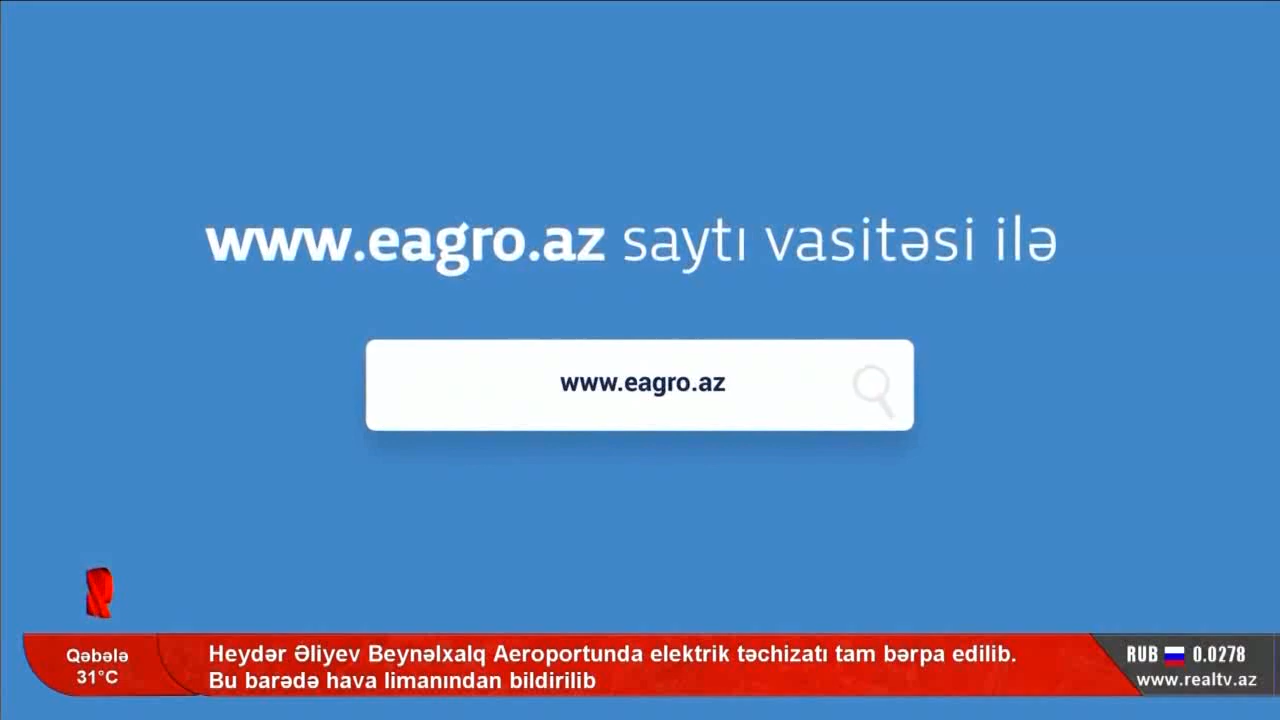 www.eagro.az saytı vasitəsi ilə
www.eagro.az
R
Qəbələ
31°C
Heydər Əliyev Beynəlxalq Aeroportunda elektrik təchizatı tam bərpa edilib.
Bu barədə hava limanından bildirilib
RUB 0.0278
www.realtv.az